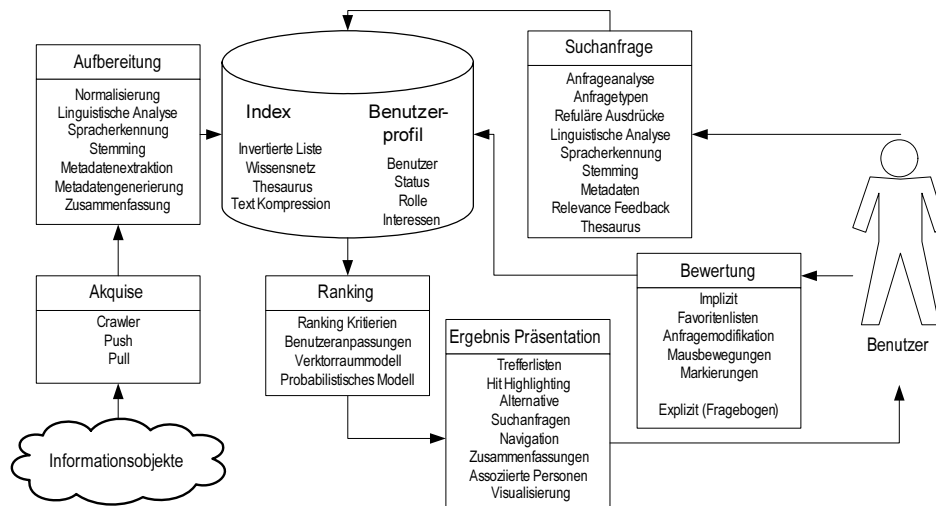 Aufbereitung
Normalisierung
Linguistische Analyse
Spracherkennung
Stemming
Metadatenextraktion
Metadatengenerierung
Zusammenfassung
Akquise
Crawler
Push
Pull
Informationsobjekte
Index
Invertierte Liste
Wissensnetz
Thesaurus
Text Kompression
Benutzer-
profil
Benutzer
Status
Rolle
Interessen
Ranking
Ranking Kritierien
Benutzeranpassungen
Verktorraummodell
Probabilistisches Modell
Ergebnis Präsentation
Trefferlisten
Hit Highlighting
Alternative
Suchanfragen
Navigation
Zusammenfassungen
Assoziierte Personen
Visualisierung
Suchanfrage
Anfrageanalyse
Anfragetypen
Refuläre Ausdrücke
Linguistische Analyse
Spracherkennung
Stemming
Metadaten
Relevance Feedback
Thesaurus
Bewertung
Implizit
Favoritenlisten
Anfragemodifikation
Mausbewegungen
Markierungen
Explizit (Fragebogen)
Benutzer